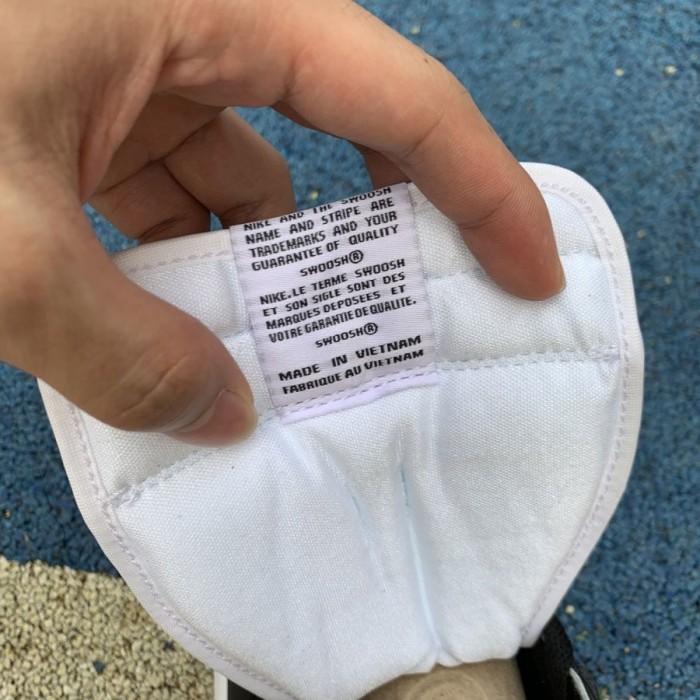 NIKE AND THE SWOOSH
NAME AND STRIPE ARE
TRADEMARKS AND YOUR
GUARANTEE OF QUALITY
SWOOSH®
NIKE.LE TERME SWOOSH
ET SON SIGLE SONT DES
MARQUES DEPOSEES ET
VOTRE GARANTIE DE QUALITE.
SWOOSH®
MADE IN VIETNAM
FABRIQUE AU VIETNAM